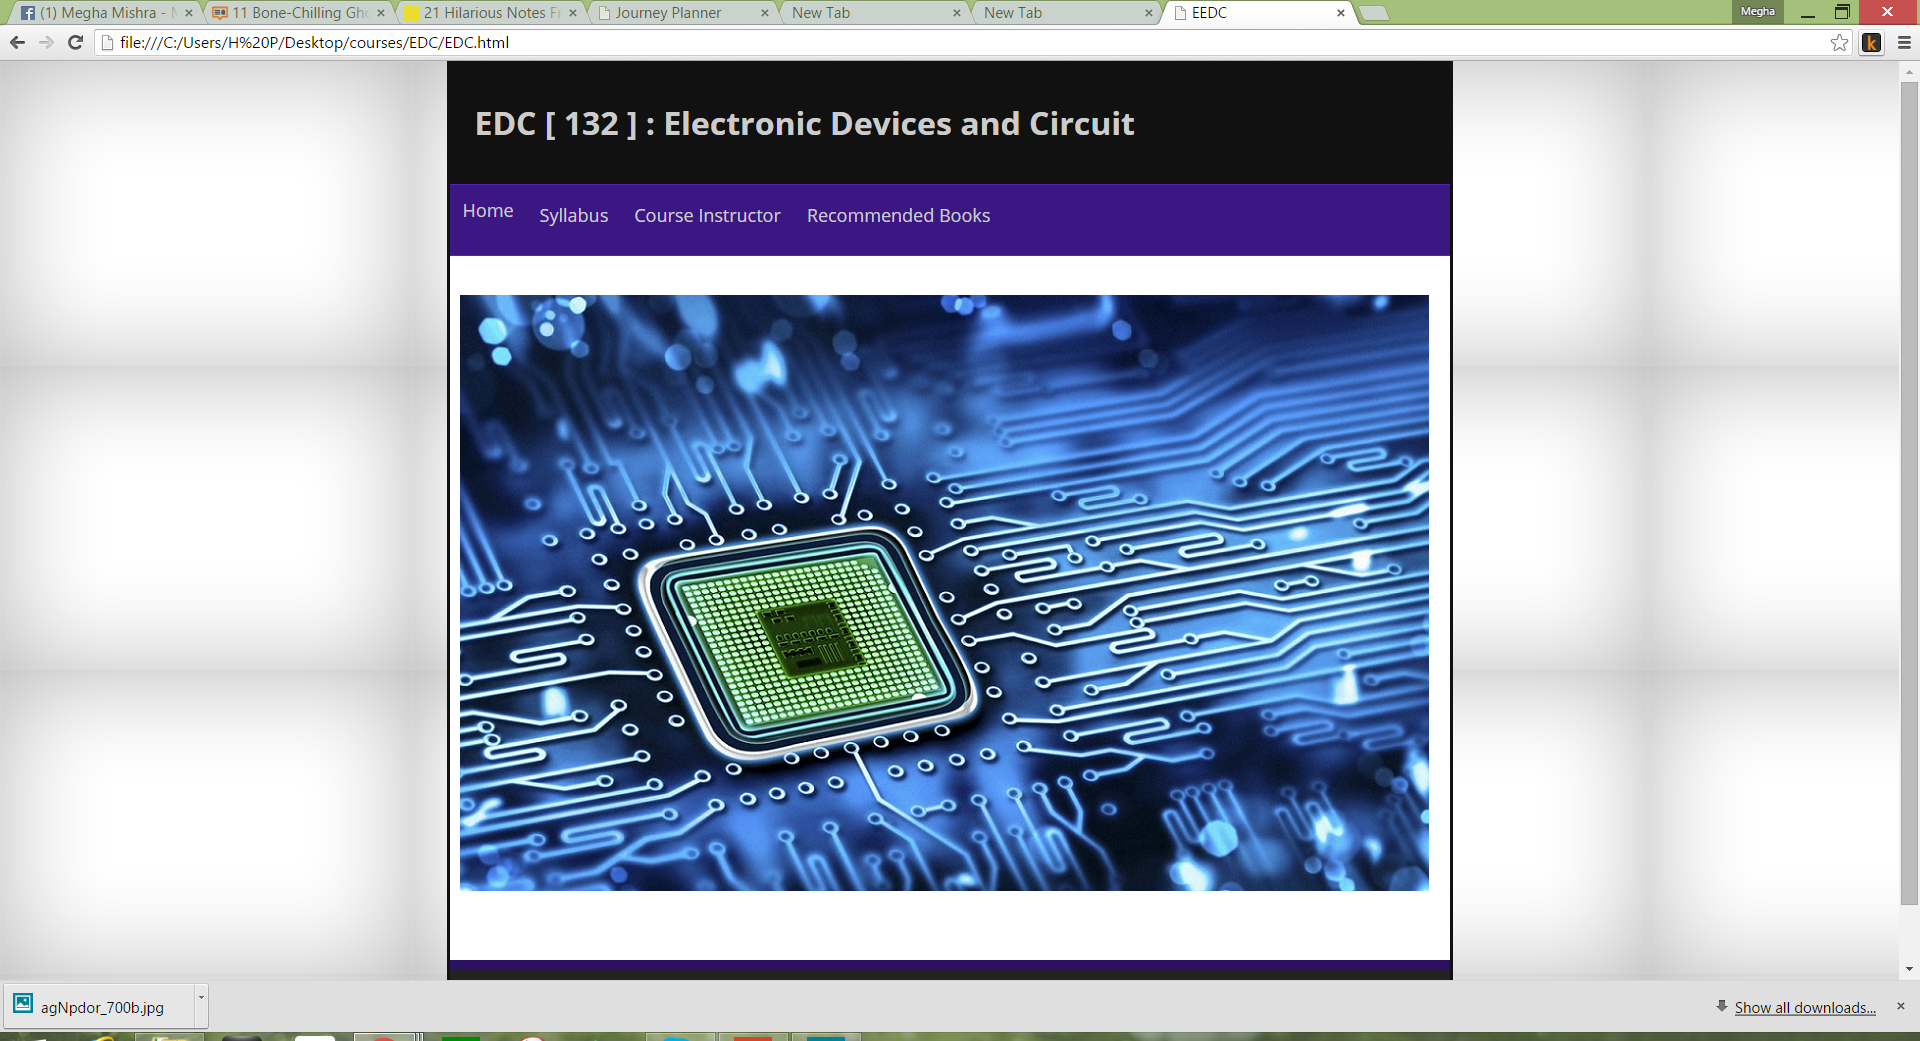 (1) Megha Mishra - M
11 Bone-Chilling Gho
21 Hilarious Notes Fr
Journey Planner
New Tab
New Tab
EEDC
Megha
file:///C:/Users/H%20P/Desktop/courses/EDC/EDC.html
EDC [ 132 ] : Electronic Devices and Circuit
Home Syllabus Course Instructor Recommended Books
agNpdor_700b.jpg
Show all downloads...